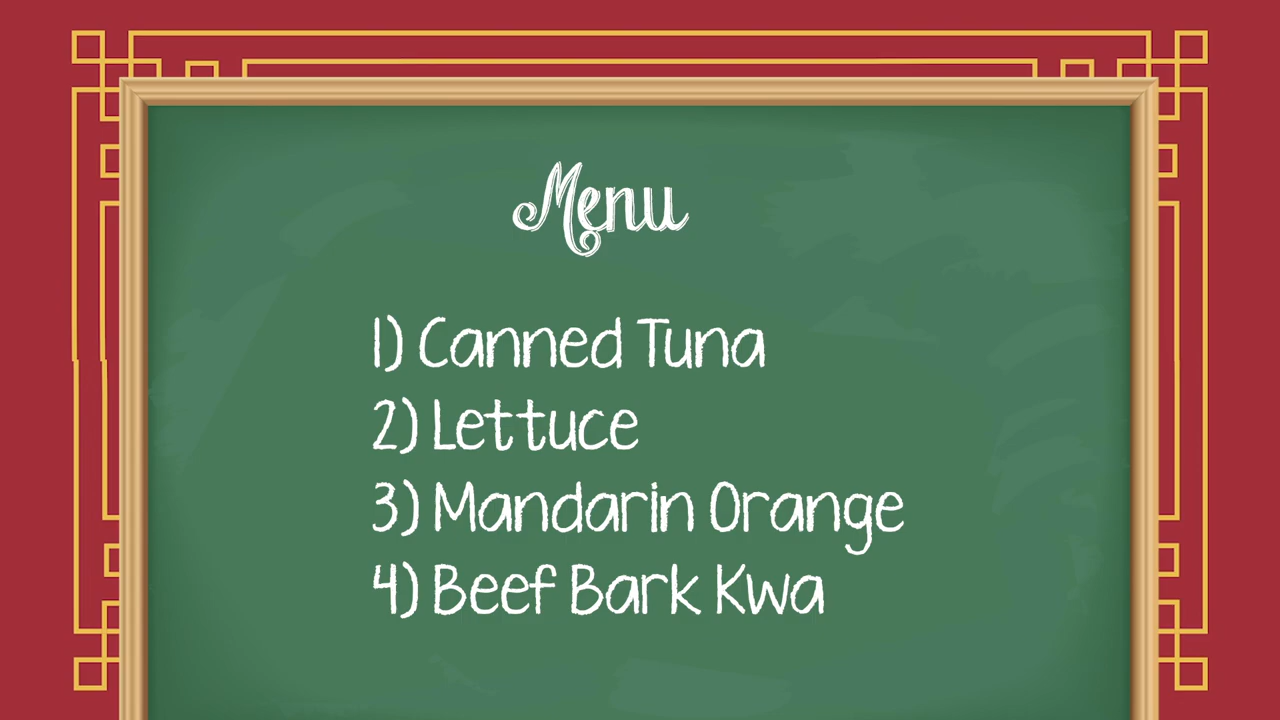 Menu
1) Canned Tuna
2) Lettuce
3) Mandarin Orange
4) Beef Bark Kwa